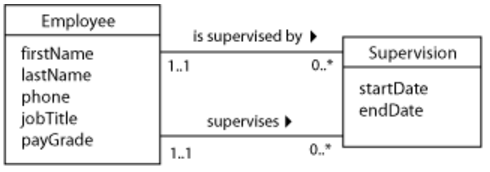 Employee
firstName
lastName
phone
jobTitle
payGrade
is supervised by ▶
1..1
0..*
supervises ▶
1..1
0..*
Supervision
startDate
endDate